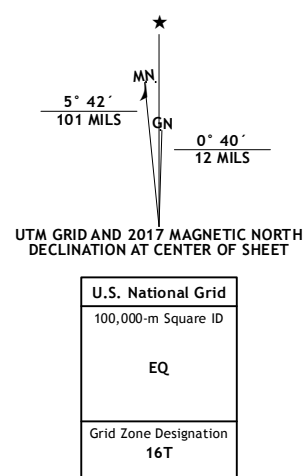 ★
MN
5° 42´
101 MILS
GN
0° 40´
12 MILS
UTM GRID AND 2017 MAGNETIC NORTH
DECLINATION AT CENTER OF SHEET
U.S. National Grid
100,000-m Square ID
EQ
Grid Zone Designation
16T